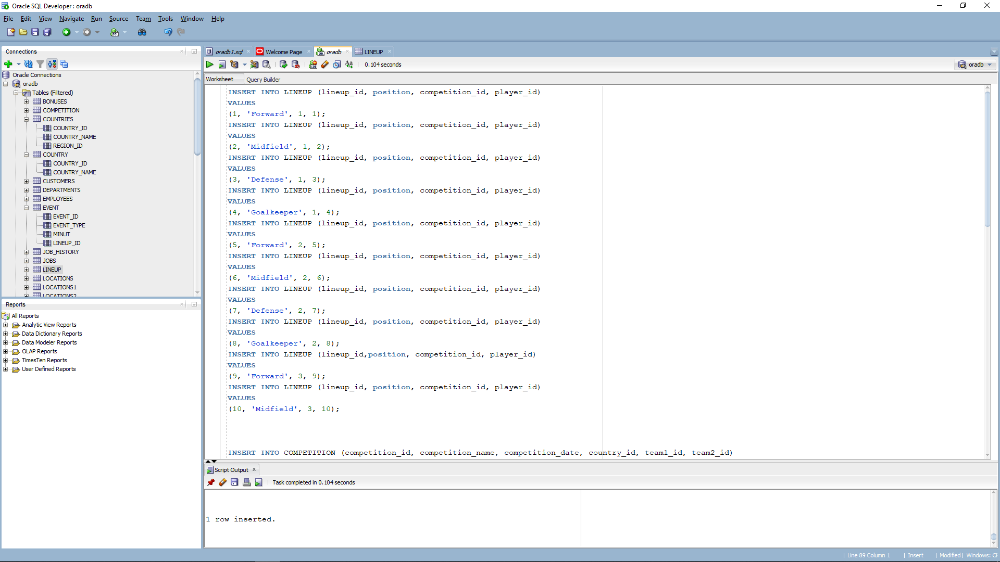 Oracle SQL Developer : oradb
File Edit View Navigate Run Source Team Tools Window Help
Connections
Oracle Connections
oradb
Tables (Filtered)
BONUSES
COMPETITION
COUNTRIES
COUNTRY_ID
COUNTRY_NAME
REGION_ID
COUNTRY
COUNTRY_ID
COUNTRY_NAME
CUSTOMERS
DEPARTMENTS
EMPLOYEES
EVENT
EVENT_ID
EVENT_TYPE
MINUT
LINEUP_ID
JOB_HISTORY
JOBS
LINEUP
LOCATIONS
LOCATIONS1
LOCATIONS2
Reports
All Reports
Analytic View Reports
Data Dictionary Reports
Data Modeler Reports
OLAP Reports
TimesTen Reports
User Defined Reports
oradb1.sql Welcome Page oradb LINEUP
0.104 seconds
oradb
Worksheet Query Builder
INSERT INTO LINEUP (lineup_id, position, competition_id, player_id)
VALUES
(1, 'Forward', 1, 1);
INSERT INTO LINEUP (lineup_id, position, competition_id, player_id)
VALUES
(2, 'Midfield', 1, 2);
INSERT INTO LINEUP (lineup_id, position, competition_id, player_id)
VALUES
(3, 'Defense', 1, 3);
INSERT INTO LINEUP (lineup_id, position, competition_id, player_id)
VALUES
(4, 'Goalkeeper', 1, 4);
INSERT INTO LINEUP (lineup_id, position, competition_id, player_id)
VALUES
(5, 'Forward', 2, 5);
INSERT INTO LINEUP (lineup_id, position, competition_id, player_id)
VALUES
(6, 'Midfield', 2, 6);
INSERT INTO LINEUP (lineup_id, position, competition_id, player_id)
VALUES
(7, 'Defense', 2, 7);
INSERT INTO LINEUP (lineup_id, position, competition_id, player_id)
VALUES
(8, 'Goalkeeper', 2, 8);
INSERT INTO LINEUP (lineup_id,position, competition_id, player_id)
VALUES
(9, 'Forward', 3, 9);
INSERT INTO LINEUP (lineup_id, position, competition_id, player_id)
VALUES
(10, 'Midfield', 3, 10);
INSERT INTO COMPETITION (competition_id, competition_name, competition_date, country_id, team1_id, team2_id)
Script Output
Task completed in 0.104 seconds
1 row inserted.
Line 89 Column 1 | Insert | Modified | Windows: